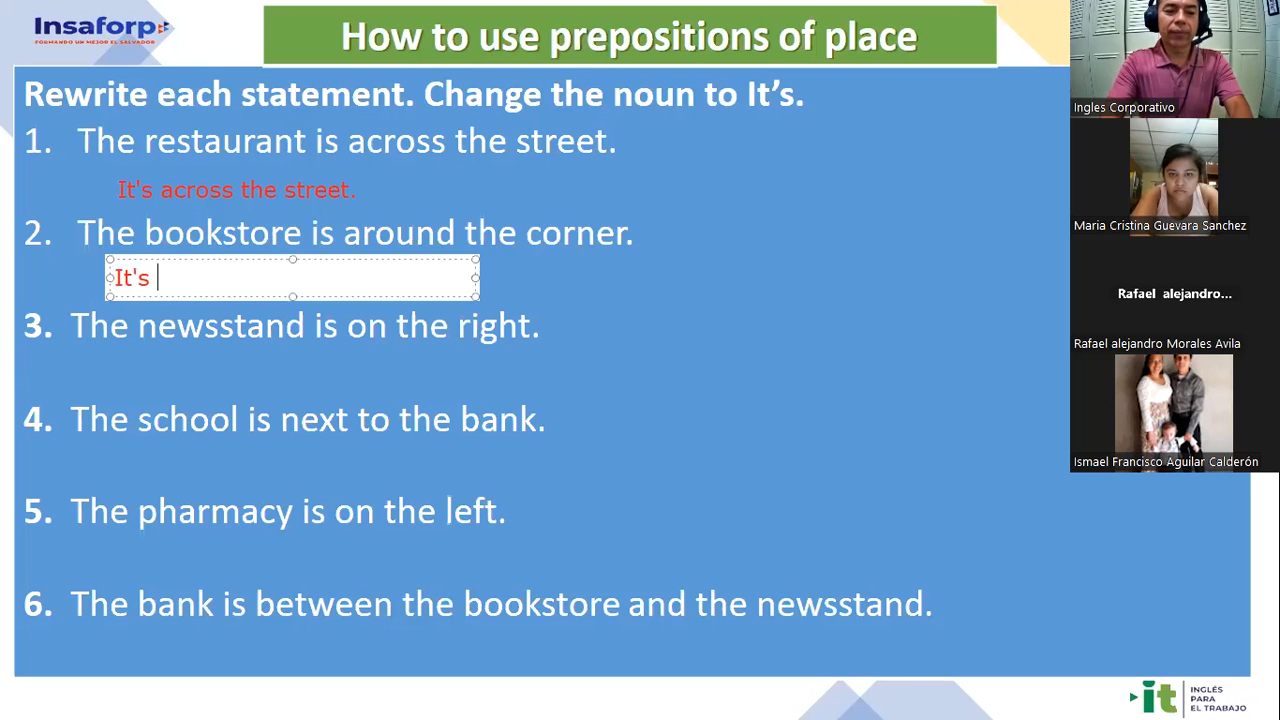 Insaforp
FORMANDO UN MEJOR EL SALVADOR
How to use prepositions of place
Rewrite each statement. Change the noun to It's.
1. The restaurant is across the street.
It's across the street.
2. The bookstore is around the corner.
It's
3. The newsstand is on the right.
4. The school is next to the bank.
5. The pharmacy is on the left.
6. The bank is between the bookstore and the newsstand.
Ingles Corporativo
Maria Cristina Guevara Sanchez
Rafael alejandro...
Rafael alejandro Morales Avila
Ismael Francisco Aguilar Calderón
it
INGLÉS
PARA
EL TRABAJO